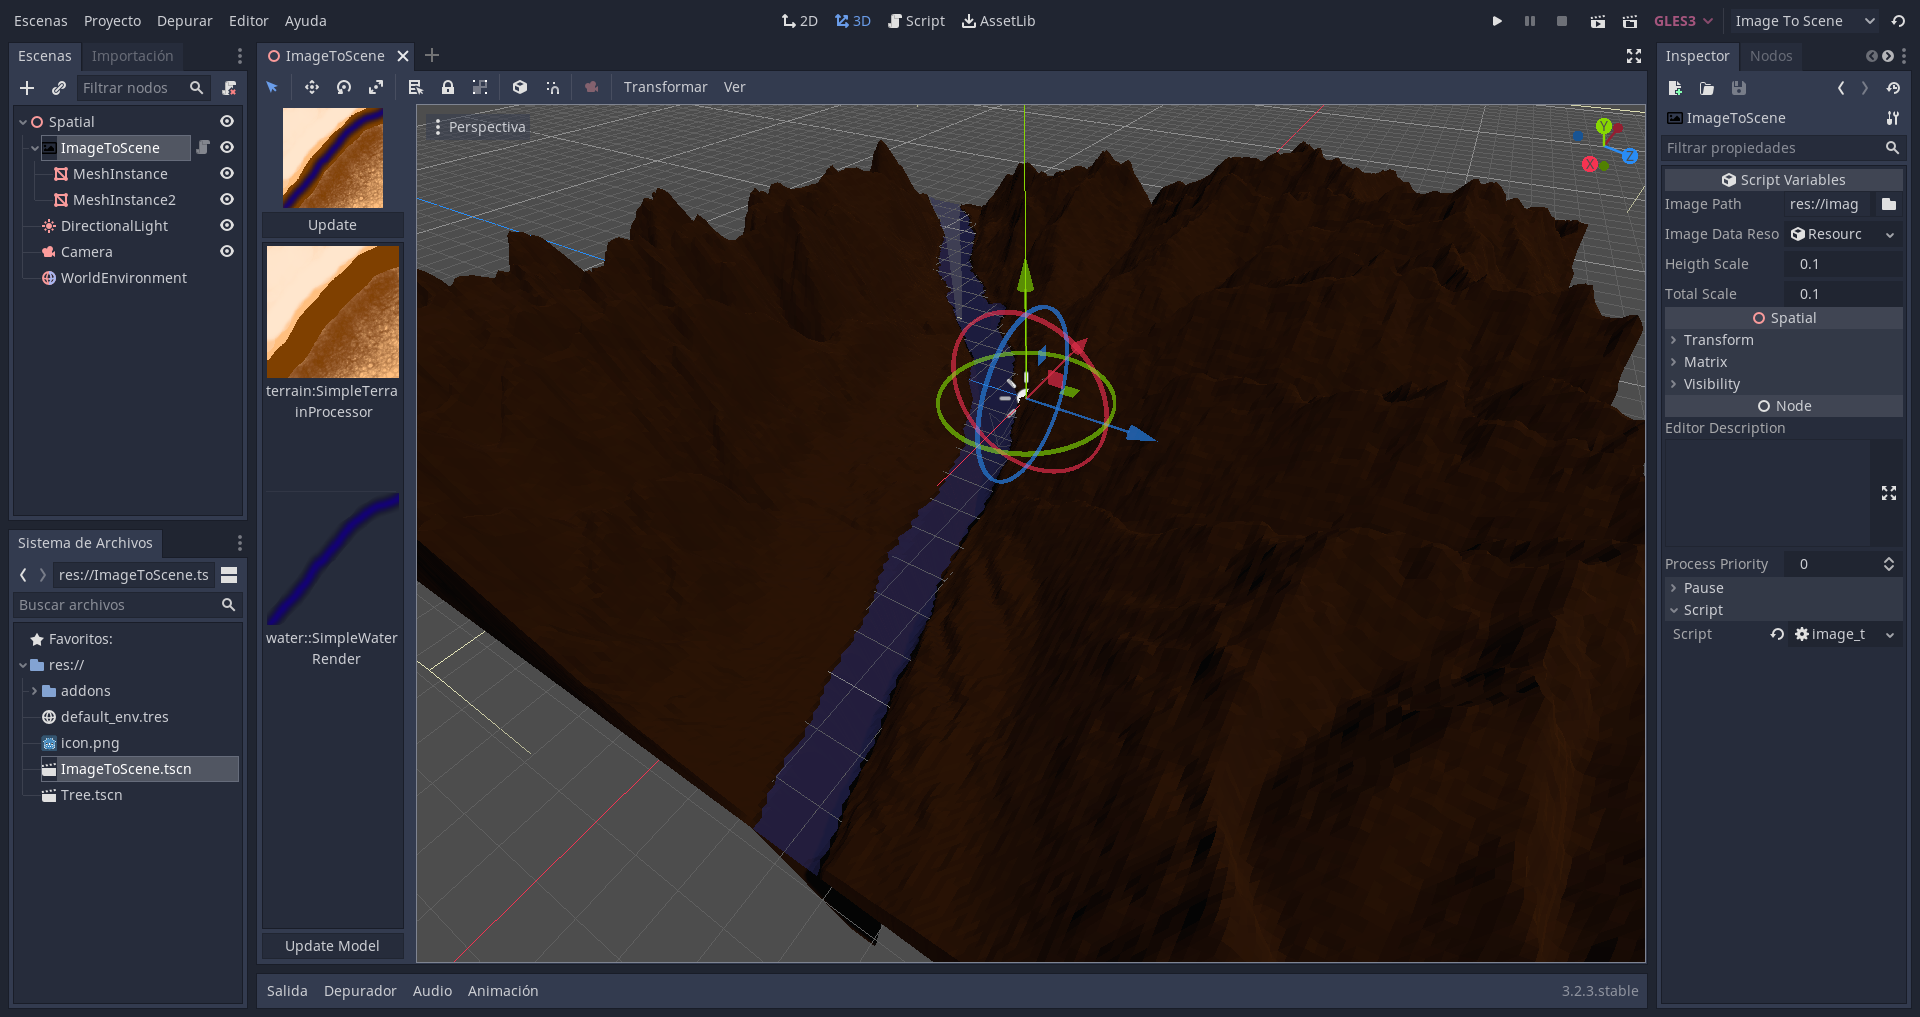 Escenas Proyecto Depurar Editor Ayuda
2D 3D Script AssetLib
GLES3 Image To Scene
Escenas Importación
Filtrar nodos
Spatial
ImageToScene
MeshInstance
MeshInstance2
DirectionalLight
Camera
WorldEnvironment
Sistema de Archivos
res://ImageToScene.ts
Buscar archivos
Favoritos:
res://
addons
default_env.tres
icon.png
ImageToScene.tscn
Tree.tscn
ImageToScene
Transformar Ver
Update
terrain:SimpleTerra
inProcessor
water::SimpleWater
Render
Update Model
Perspectiva
Y
Z
X
Salida Depurador Audio Animación
3.2.3.stable
Inspector Nodos
ImageToScene
Filtrar propiedades
Script Variables
Image Path res://imag
Image Data Reso Resourc
Heigth Scale 0.1
Total Scale 0.1
Spatial
Transform
Matrix
Visibility
Node
Editor Description
Process Priority 0
Pause
Script
Script image_t